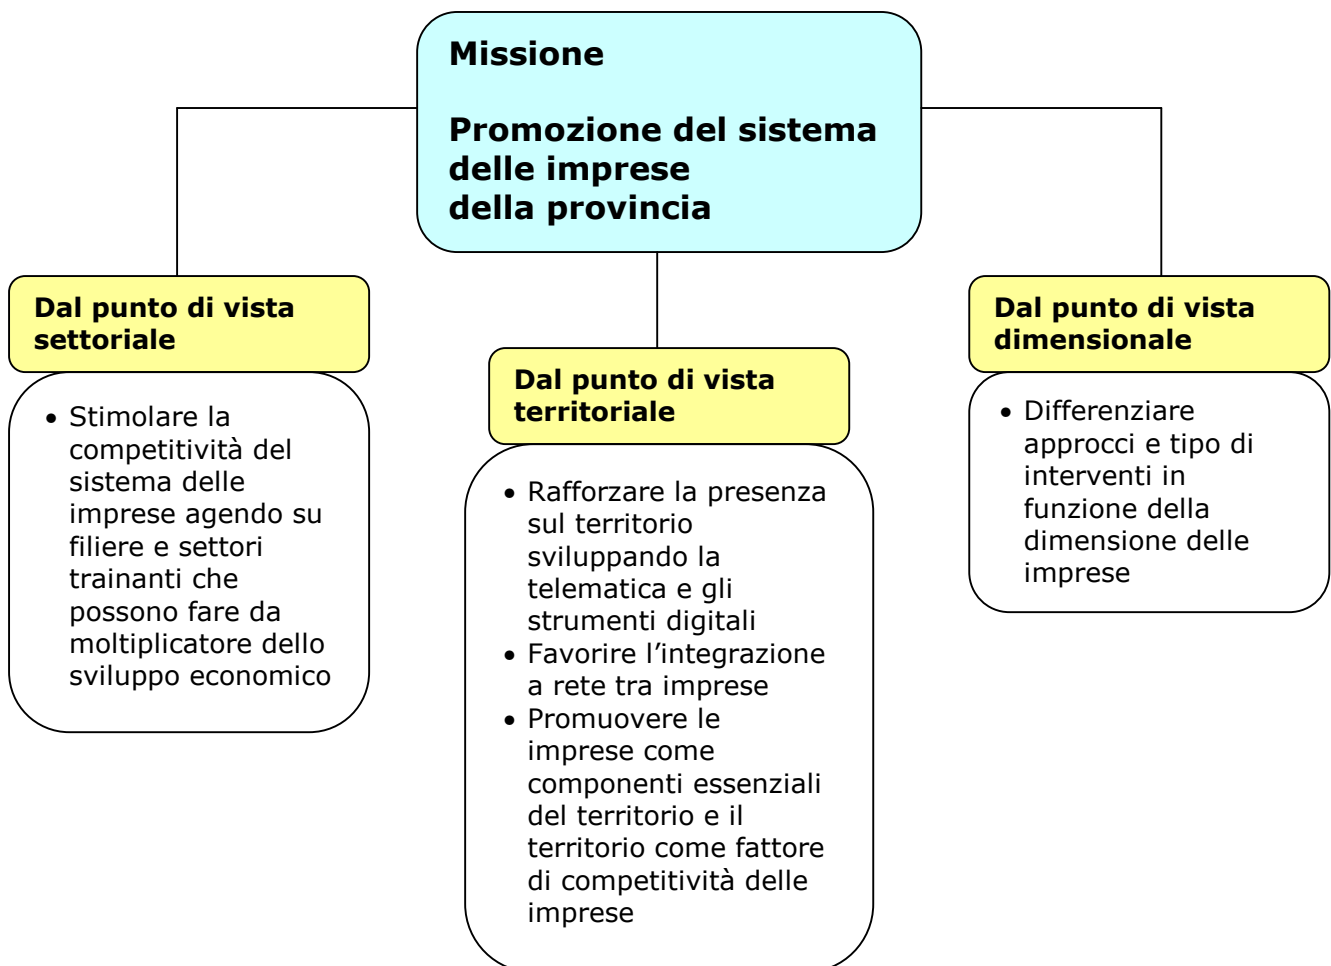 Missione
Promozione del sistema
delle imprese
della provincia
Dal punto di vista
settoriale
• Stimolare la
competitività del
sistema delle
imprese agendo su
filiere e settori
trainanti che
possono fare da
moltiplicatore dello
sviluppo economico
Dal punto di vista
territoriale
• Rafforzare la presenza
sul territorio
sviluppando la
telematica e gli
strumenti digitali
• Favorire l’integrazione
a rete tra imprese
• Promuovere le
imprese come
componenti essenziali
del territorio e il
territorio come fattore
di competitività delle
imprese
Dal punto di vista
dimensionale
• Differenziare
approcci e tipo di
interventi in
funzione della
dimensione delle
imprese